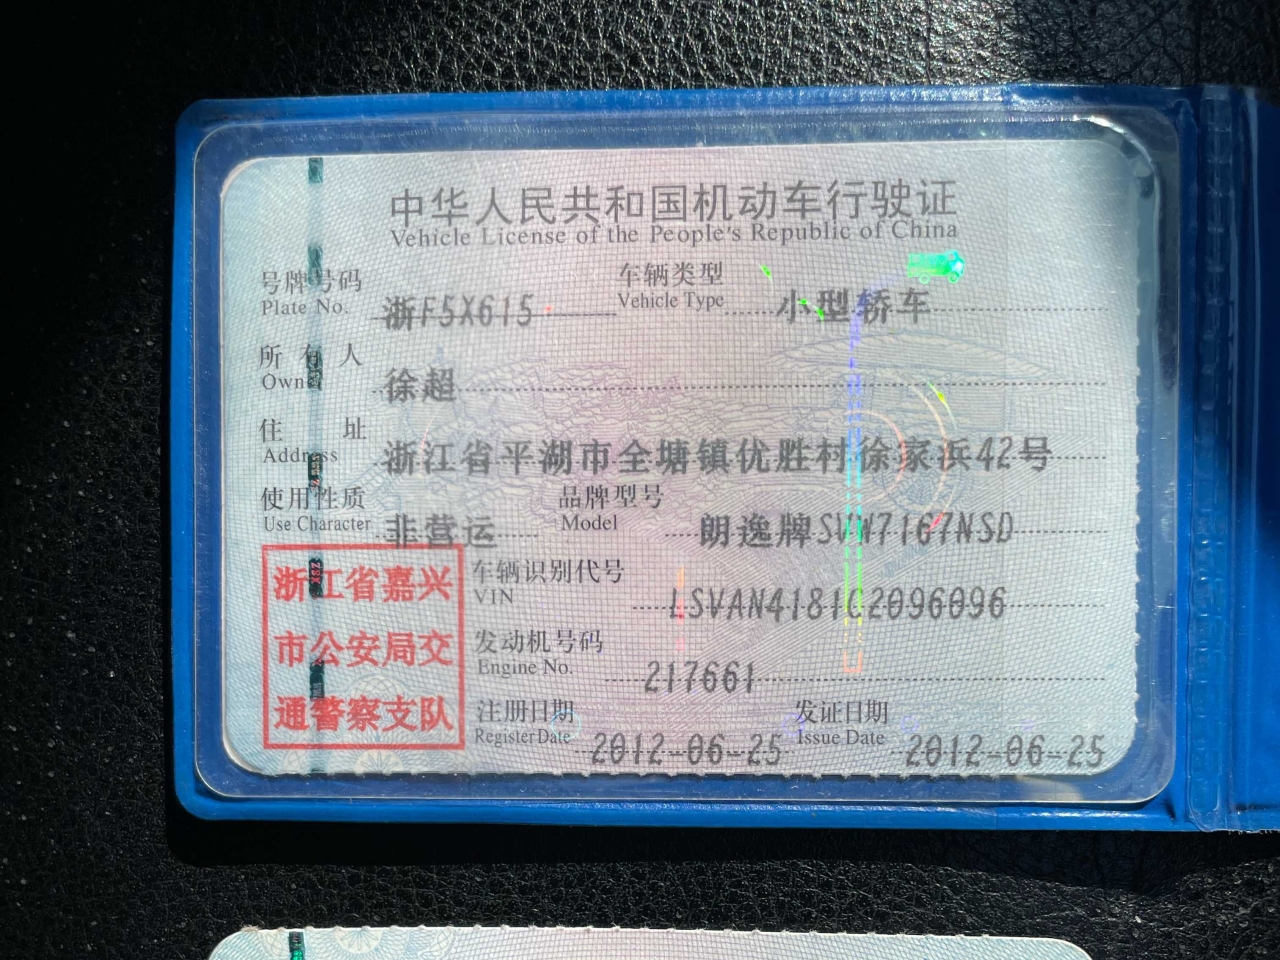 中华人民共和国机动车行驶证
Vehicle License of the People's Republic of China
号牌号码 浙F5X615 车辆类型 小型轿车
Plate No. Vehicle Type
所有人 徐超
Owner
住址 浙江省平湖市全塘镇优胜村徐家浜42号
Address
使用性质 非营运 品牌型号 朗逸牌SVW7167NSD
Use Character Model
浙江省嘉兴
市公安局交
通警察支队
车辆识别代号 LSVAN4181C2096096
VIN
发动机号码 217661
Engine No.
注册日期 2012-06-25 发证日期 2012-06-25
Register Date Issue Date